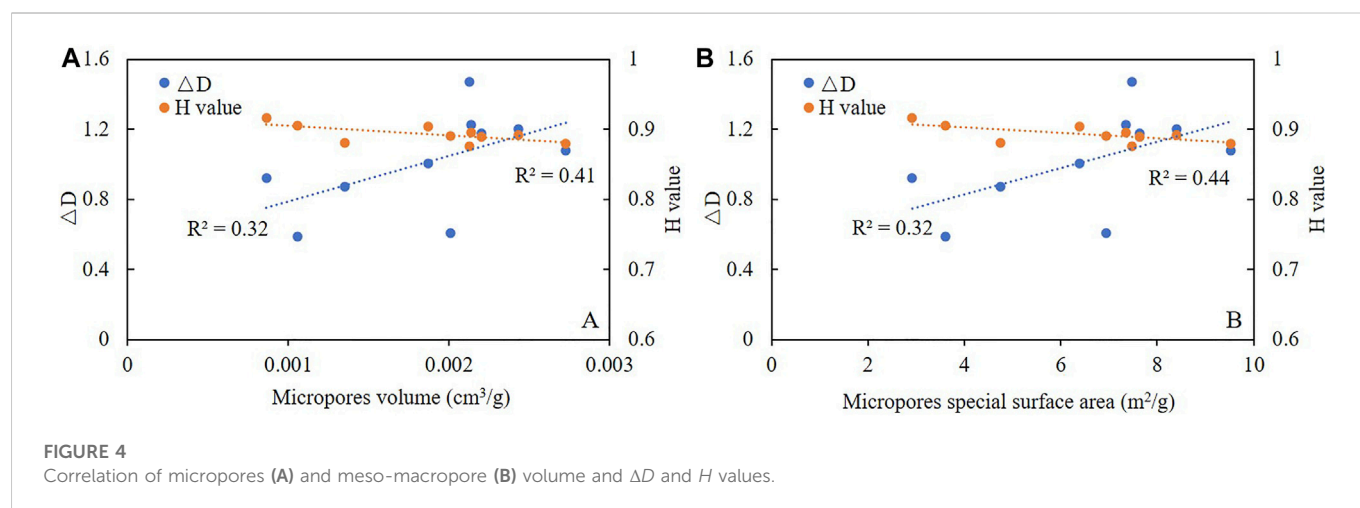 A
1.6
1.2
0.8
0.4
0
△D
△D
H value
R² = 0.32
R² = 0.41
A
1
0.9
0.8
0.7
0.6
H value
0
0.001
0.002
0.003
Micropores volume (cm³/g)
B
1.6
1.2
0.8
0.4
0
△D
△D
H value
R² = 0.32
R² = 0.44
B
1
0.9
0.8
0.7
0.6
H value
0
2
4
6
8
10
Micropores special surface area (m²/g)
FIGURE 4
Correlation of micropores (A) and meso-macropore (B) volume and ΔD and H values.